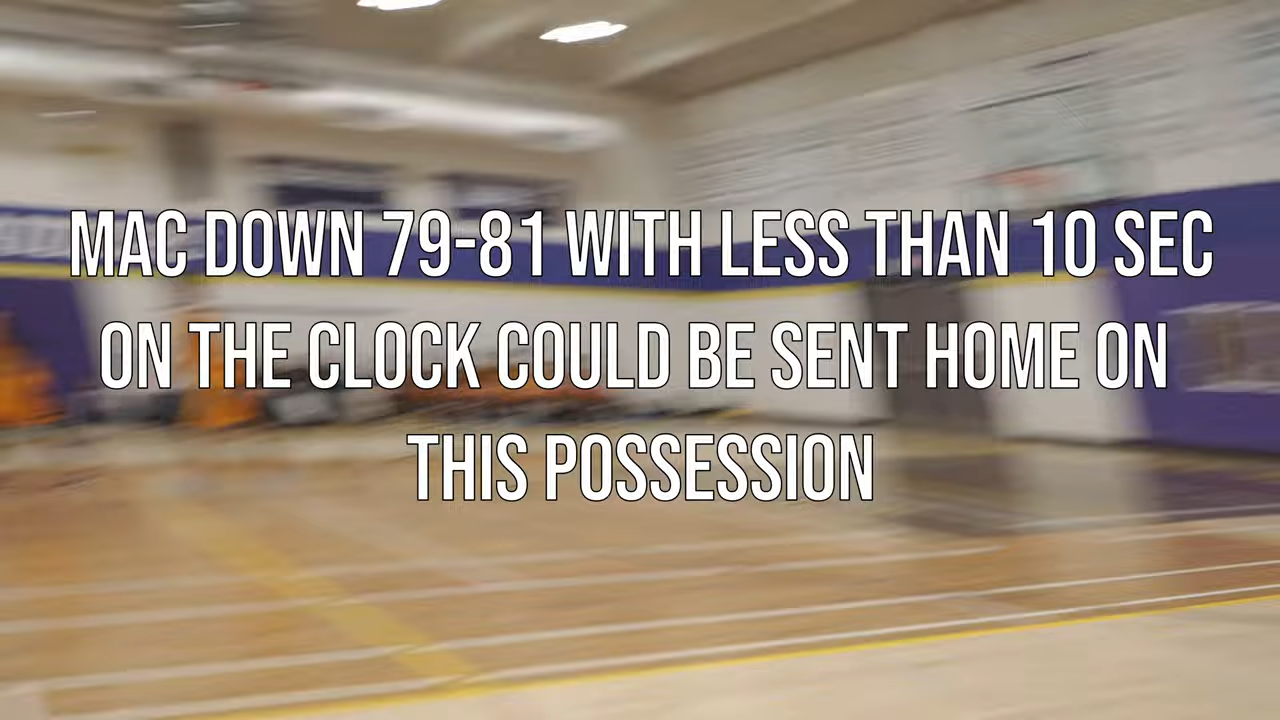 MAC DOWN 79-81 WITH LESS THAN 10 SEC
ON THE CLOCK COULD BE SENT HOME ON
THIS POSSESSION